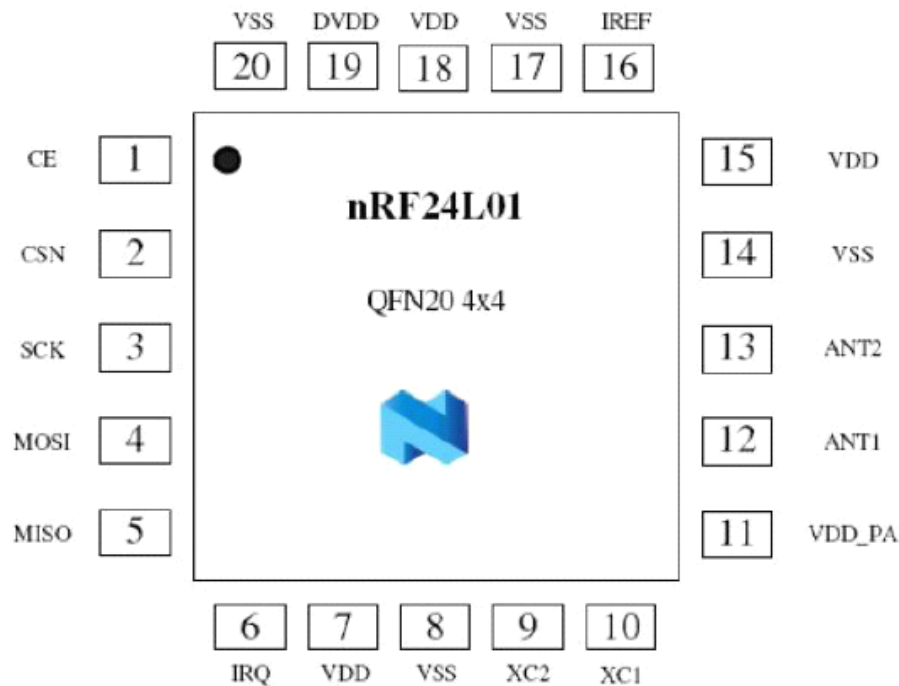 VSS DVDD VDD VSS IREF
20 19 18 17 16
CE 1 15 VDD
nRF24L01
CSN 2 14 VSS
QFN20 4x4
SCK 3 13 ANT2
MOSI 4 12 ANT1
MISO 5 11 VDD_PA
6 7 8 9 10
IRQ VDD VSS XC2 XC1